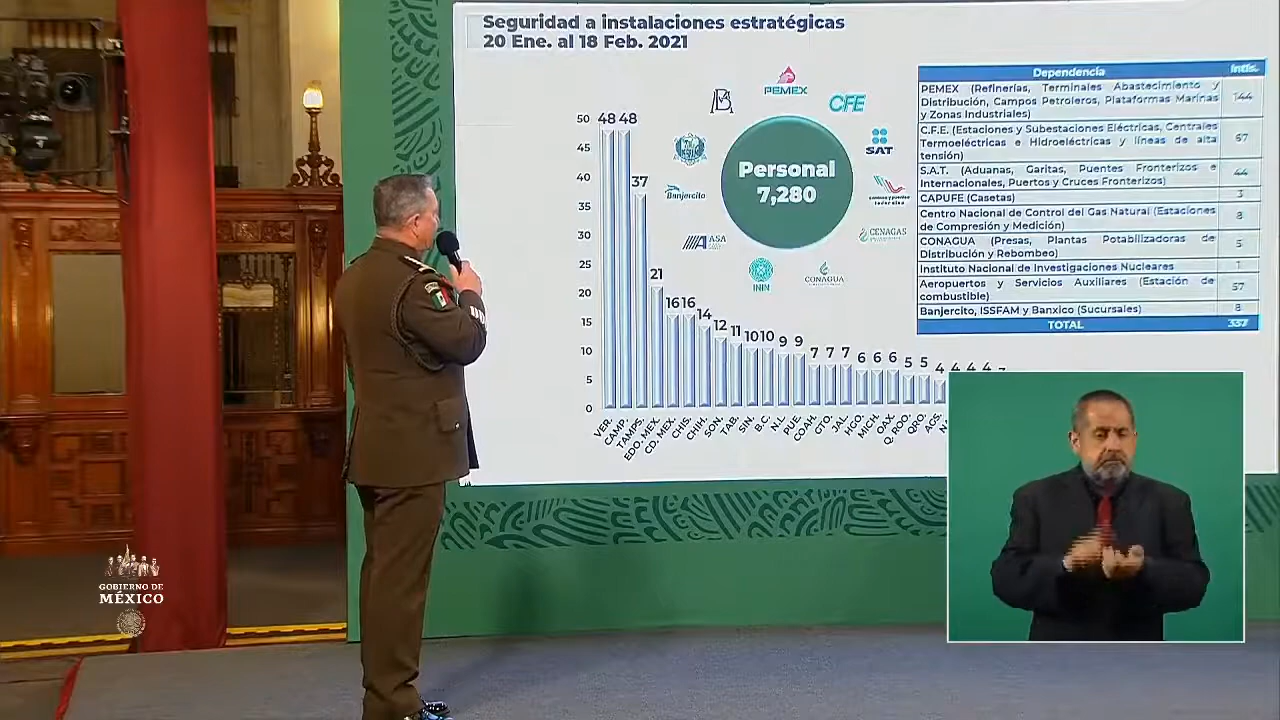 Seguridad a instalaciones estratégicas
20 Ene. al 18 Feb. 2021
PEMEX
CFE
SAT
CENAGAS
CONAGUA
ININ
ASA
Banjercito
Personal
7,280
50
45
40
35
30
25
20
15
10
5
0
48 48 37 21 16 16 14 12 11 10 10 9 9 7 7 7 6 6 6 5 5 4 4 4 4
VER. CAMP. TAMPS. EDO. MEX. CD. MEX. CHIS. CHIH. SON. TAB. SIN. B.C. N.L. PUE. COAH. GTO. JAL. HGO. MICH. OAX. Q. ROO. QRO. AGS.
Dependencia Intls.
PEMEX (Refinerías, Terminales Abastecimiento y
Distribución, Campos Petroleros, Plataformas Marinas
y Zonas Industriales) 144
C.F.E. (Estaciones y Subestaciones Eléctricas, Centrales
Termoeléctricas e Hidroeléctricas y líneas de alta
tensión) 67
S.A.T. (Aduanas, Garitas, Puentes Fronterizos e
Internacionales, Puertos y Cruces Fronterizos) 44
CAPUFE (Casetas) 3
Centro Nacional de Control del Gas Natural (Estaciones
de Compresión y Medición) 8
CONAGUA (Presas, Plantas Potabilizadoras de
Distribución y Rebombeo) 5
Instituto Nacional de Investigaciones Nucleares 1
Aeropuertos y Servicios Auxiliares (Estación de
combustible) 57
Banjercito, ISSFAM y Banxico (Sucursales) 8
TOTAL 337
GOBIERNO DE
MÉXICO